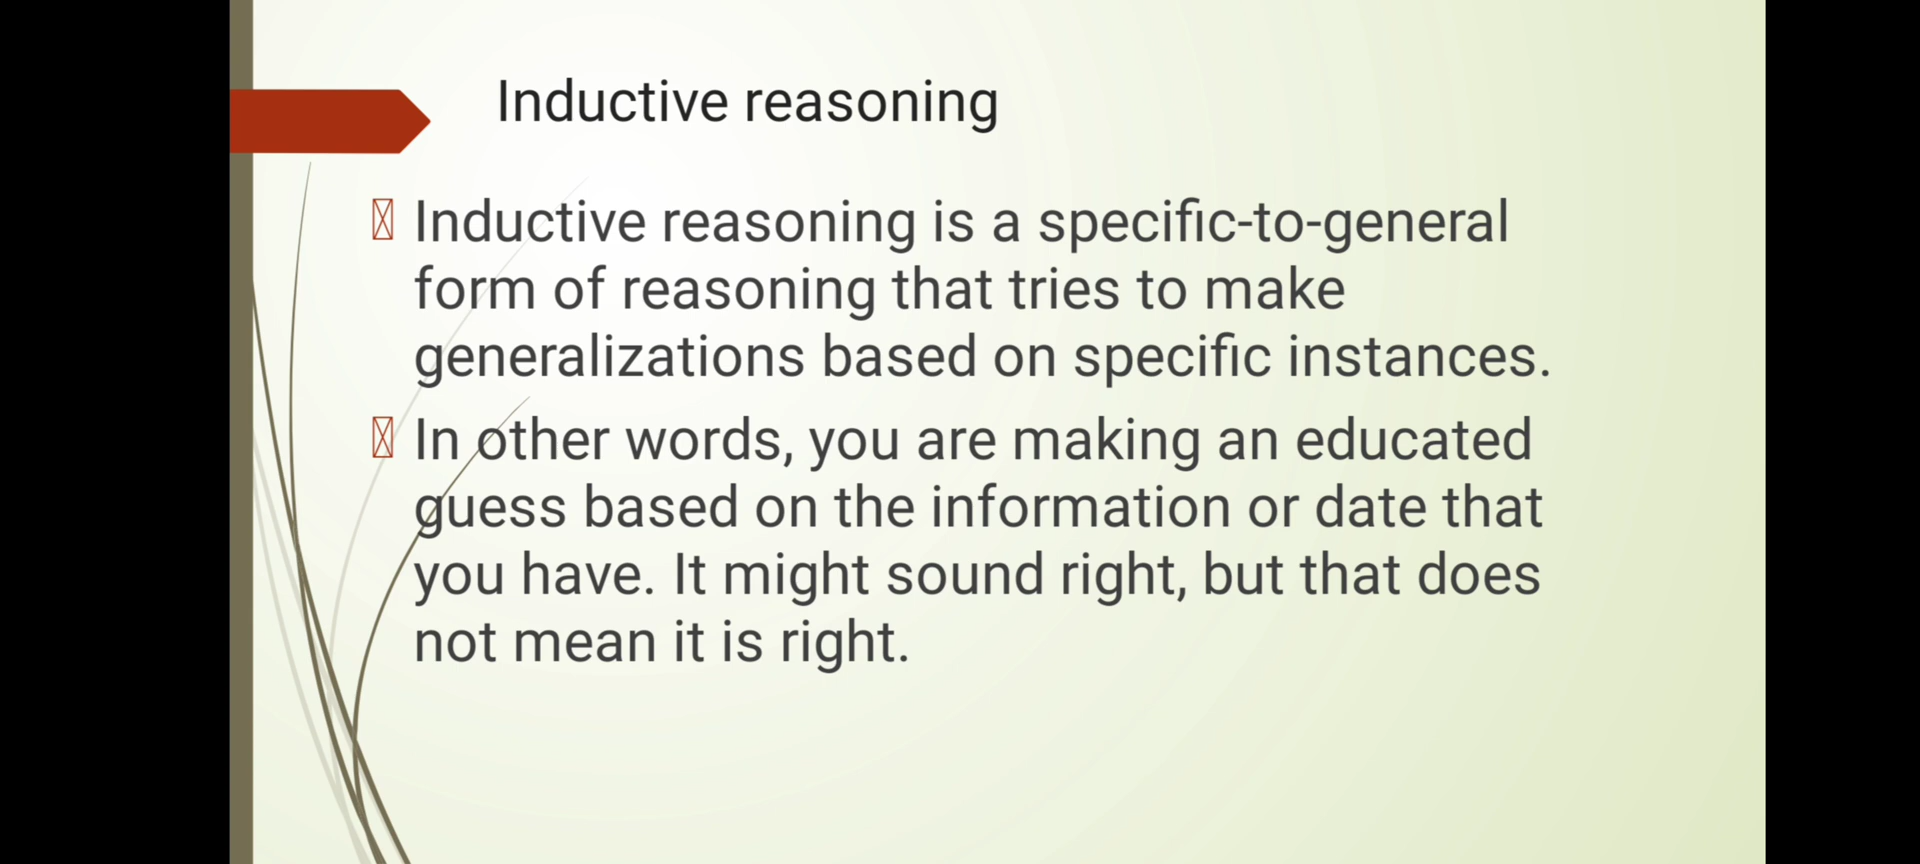 Inductive reasoning
Inductive reasoning is a specific-to-general
form of reasoning that tries to make
generalizations based on specific instances.
In other words, you are making an educated
guess based on the information or date that
you have. It might sound right, but that does
not mean it is right.